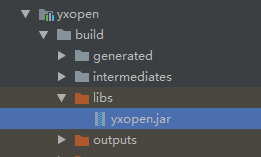 yxopen
build
generated
intermediates
libs
yxopen.jar
outputs